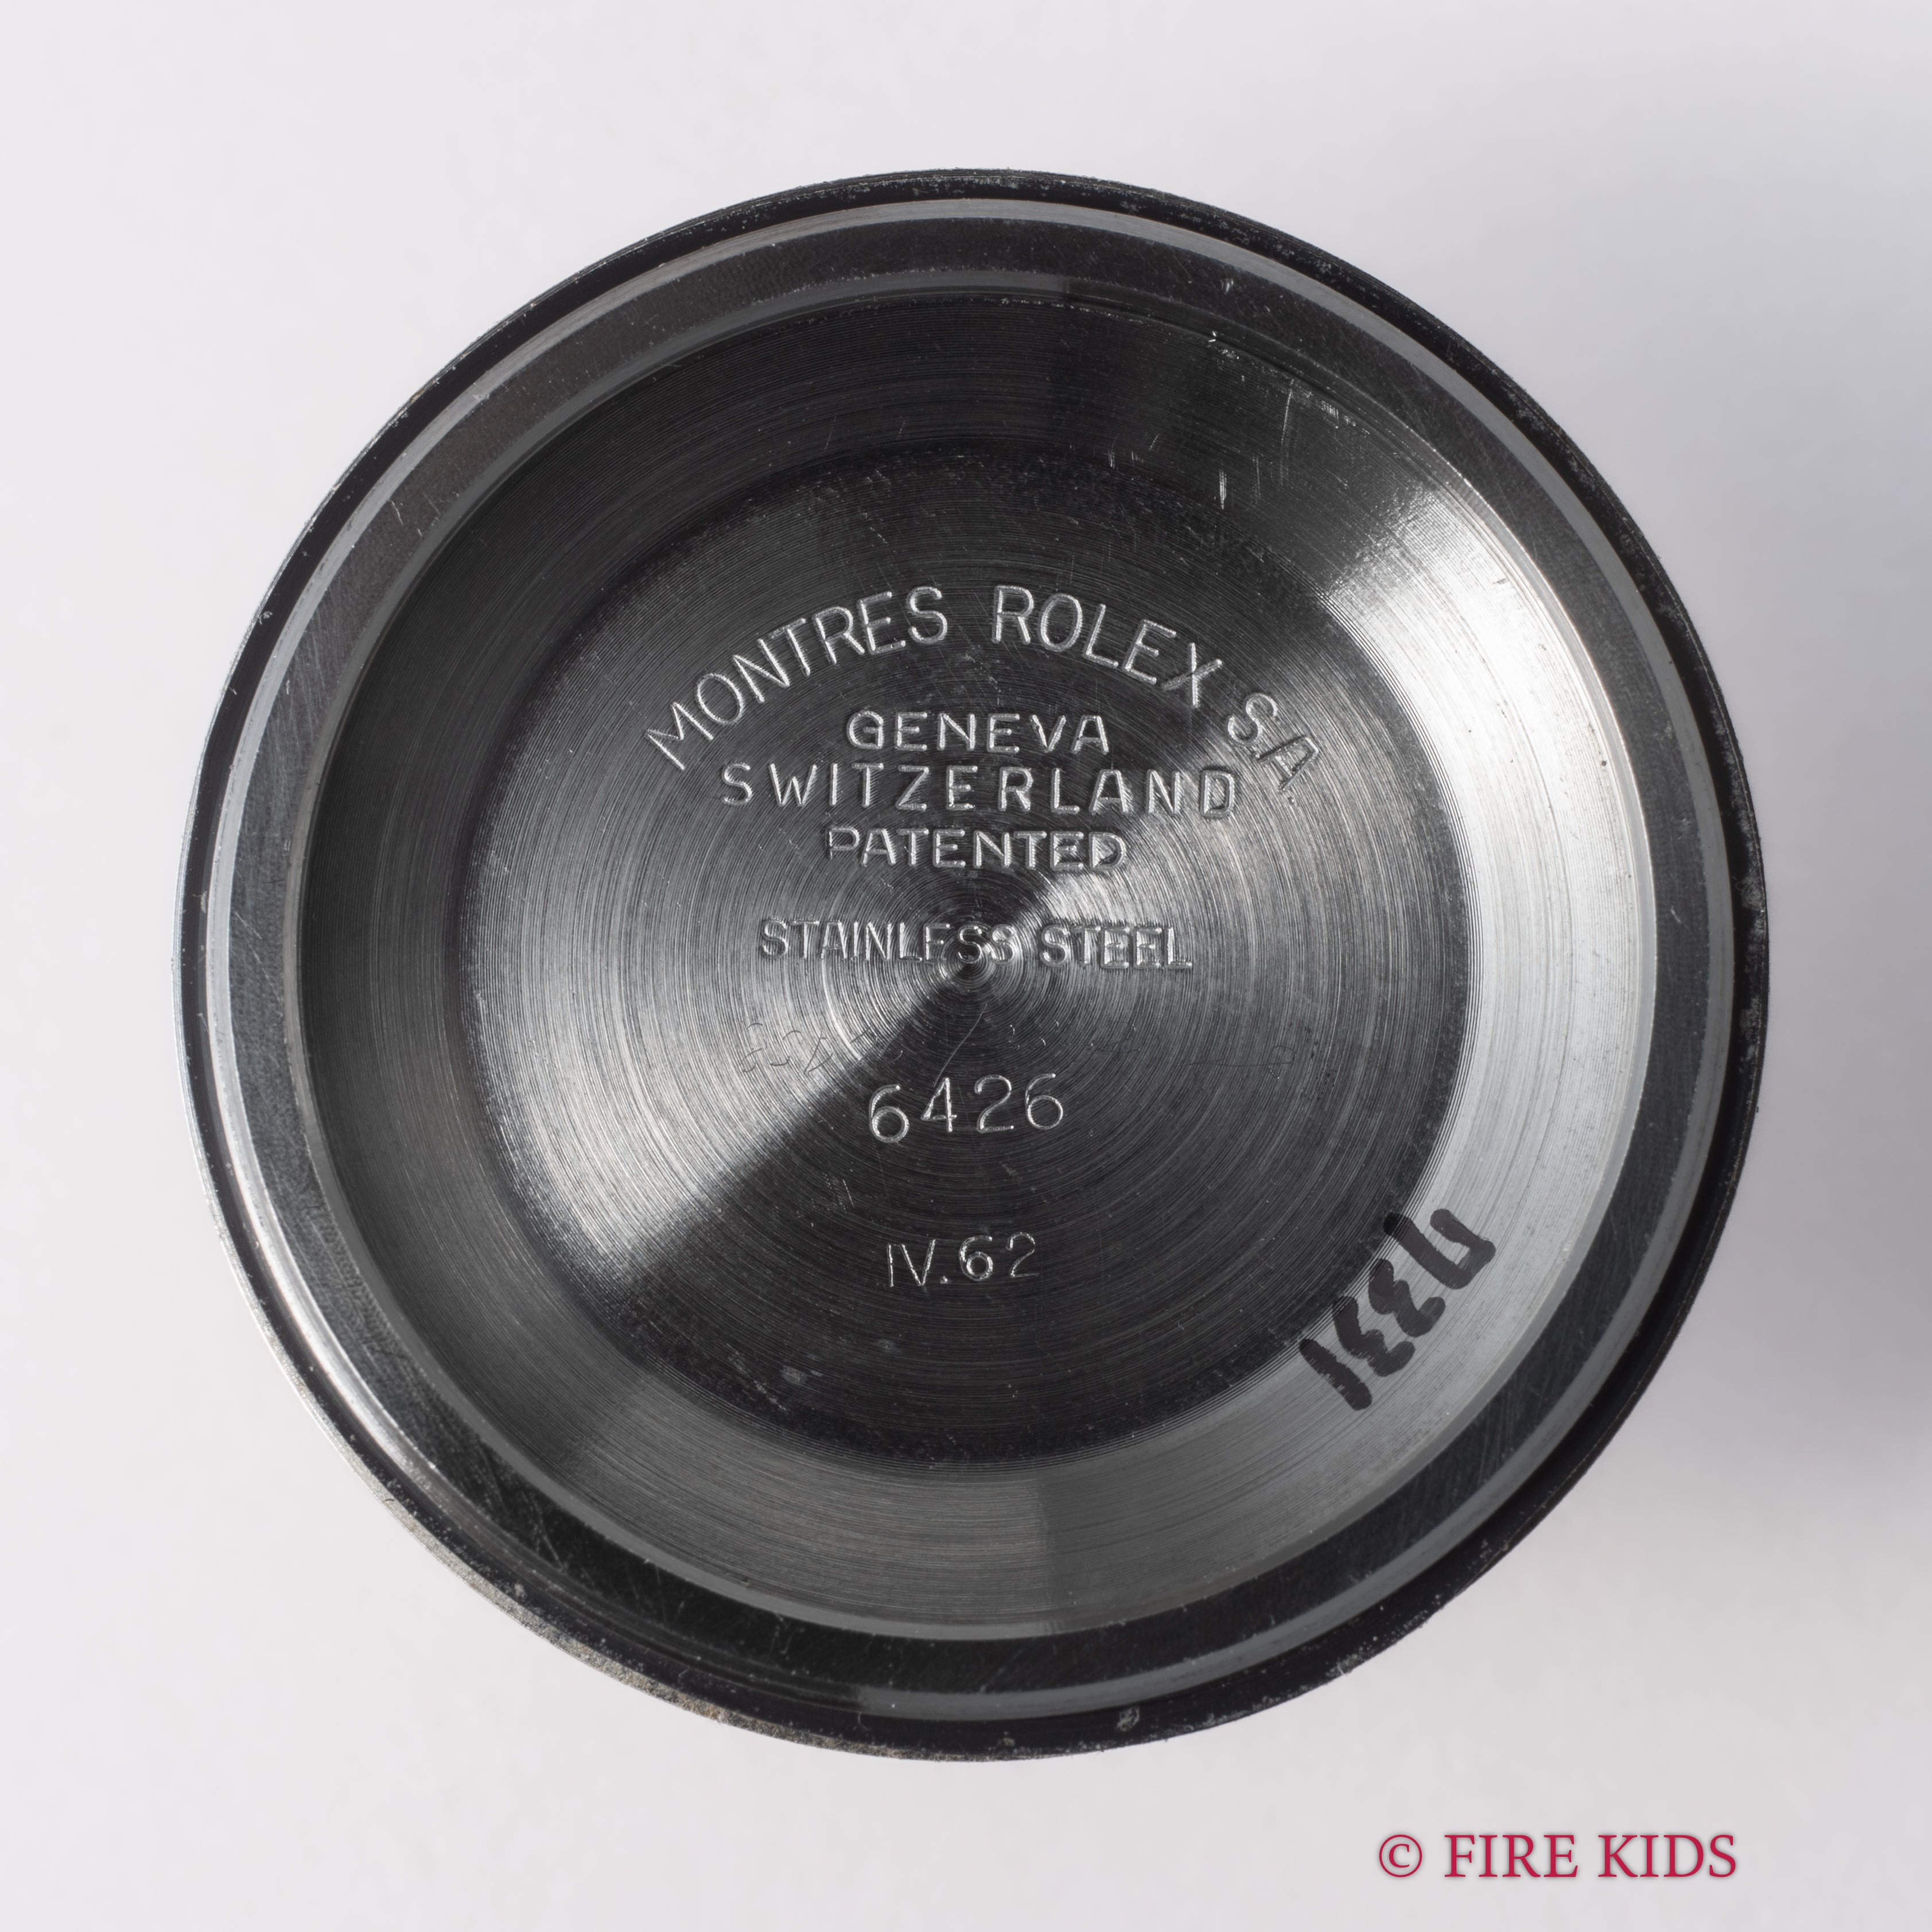 MONTRES ROLEX S.A.
GENEVA
SWITZERLAND
PATENTED
STAINLESS STEEL
6426
IV.62
© FIRE KIDS